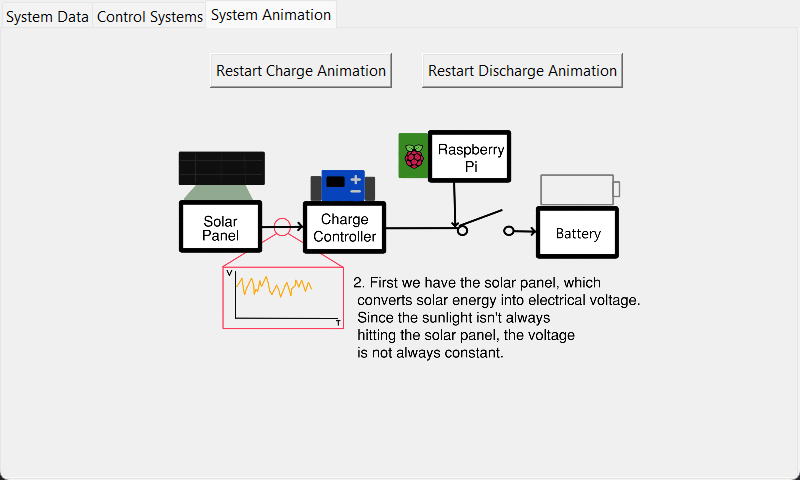 System Data
Control Systems
System Animation
Restart Charge Animation
Restart Discharge Animation
Raspberry
Pi
Solar
Panel
Charge
Controller
Battery
V
T
2. First we have the solar panel, which
converts solar energy into electrical voltage.
Since the sunlight isn't always
hitting the solar panel, the voltage
is not always constant.